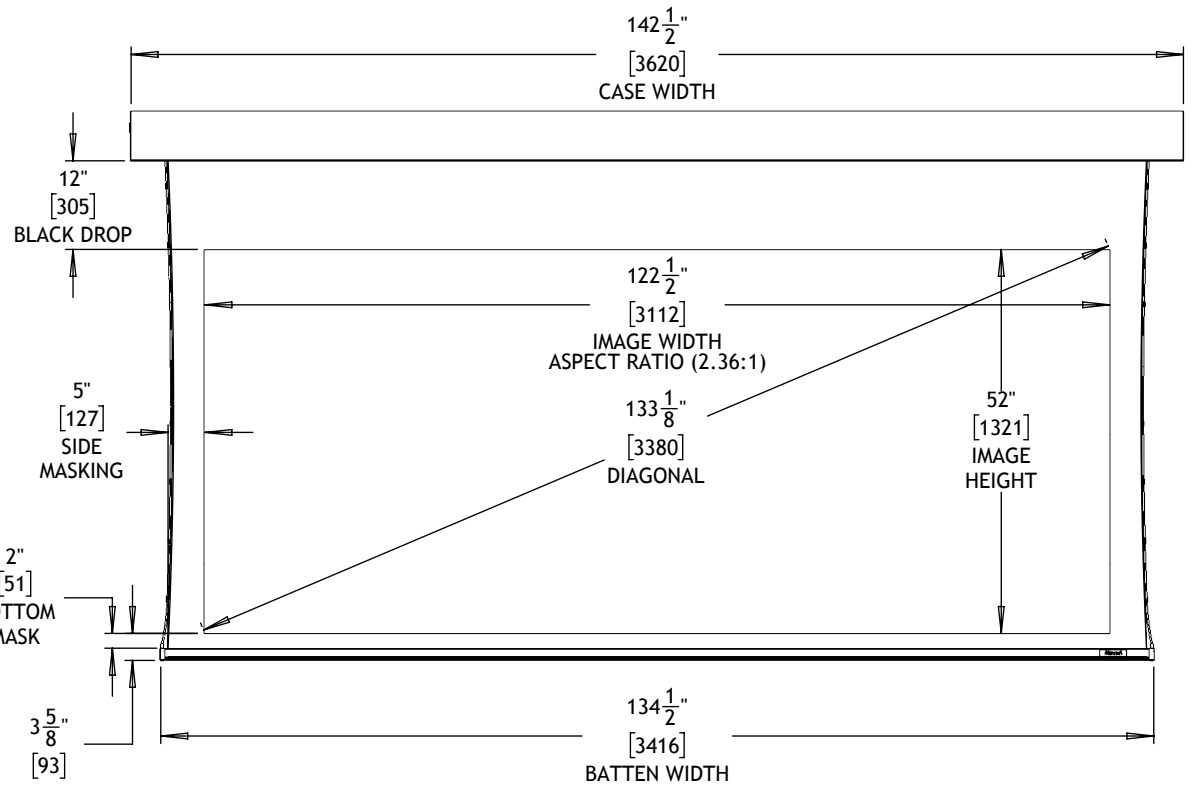 142 1/2"
[3620]
CASE WIDTH
12"
[305]
BLACK DROP
122 1/2"
[3112]
IMAGE WIDTH
ASPECT RATIO (2.36:1)
5"
[127]
SIDE
MASKING
133 1/8"
[3380]
DIAGONAL
52"
[1321]
IMAGE
HEIGHT
2"
[51]
OTTOM
MASK
3 5/8"
[93]
134 1/2"
[3416]
BATTEN WIDTH